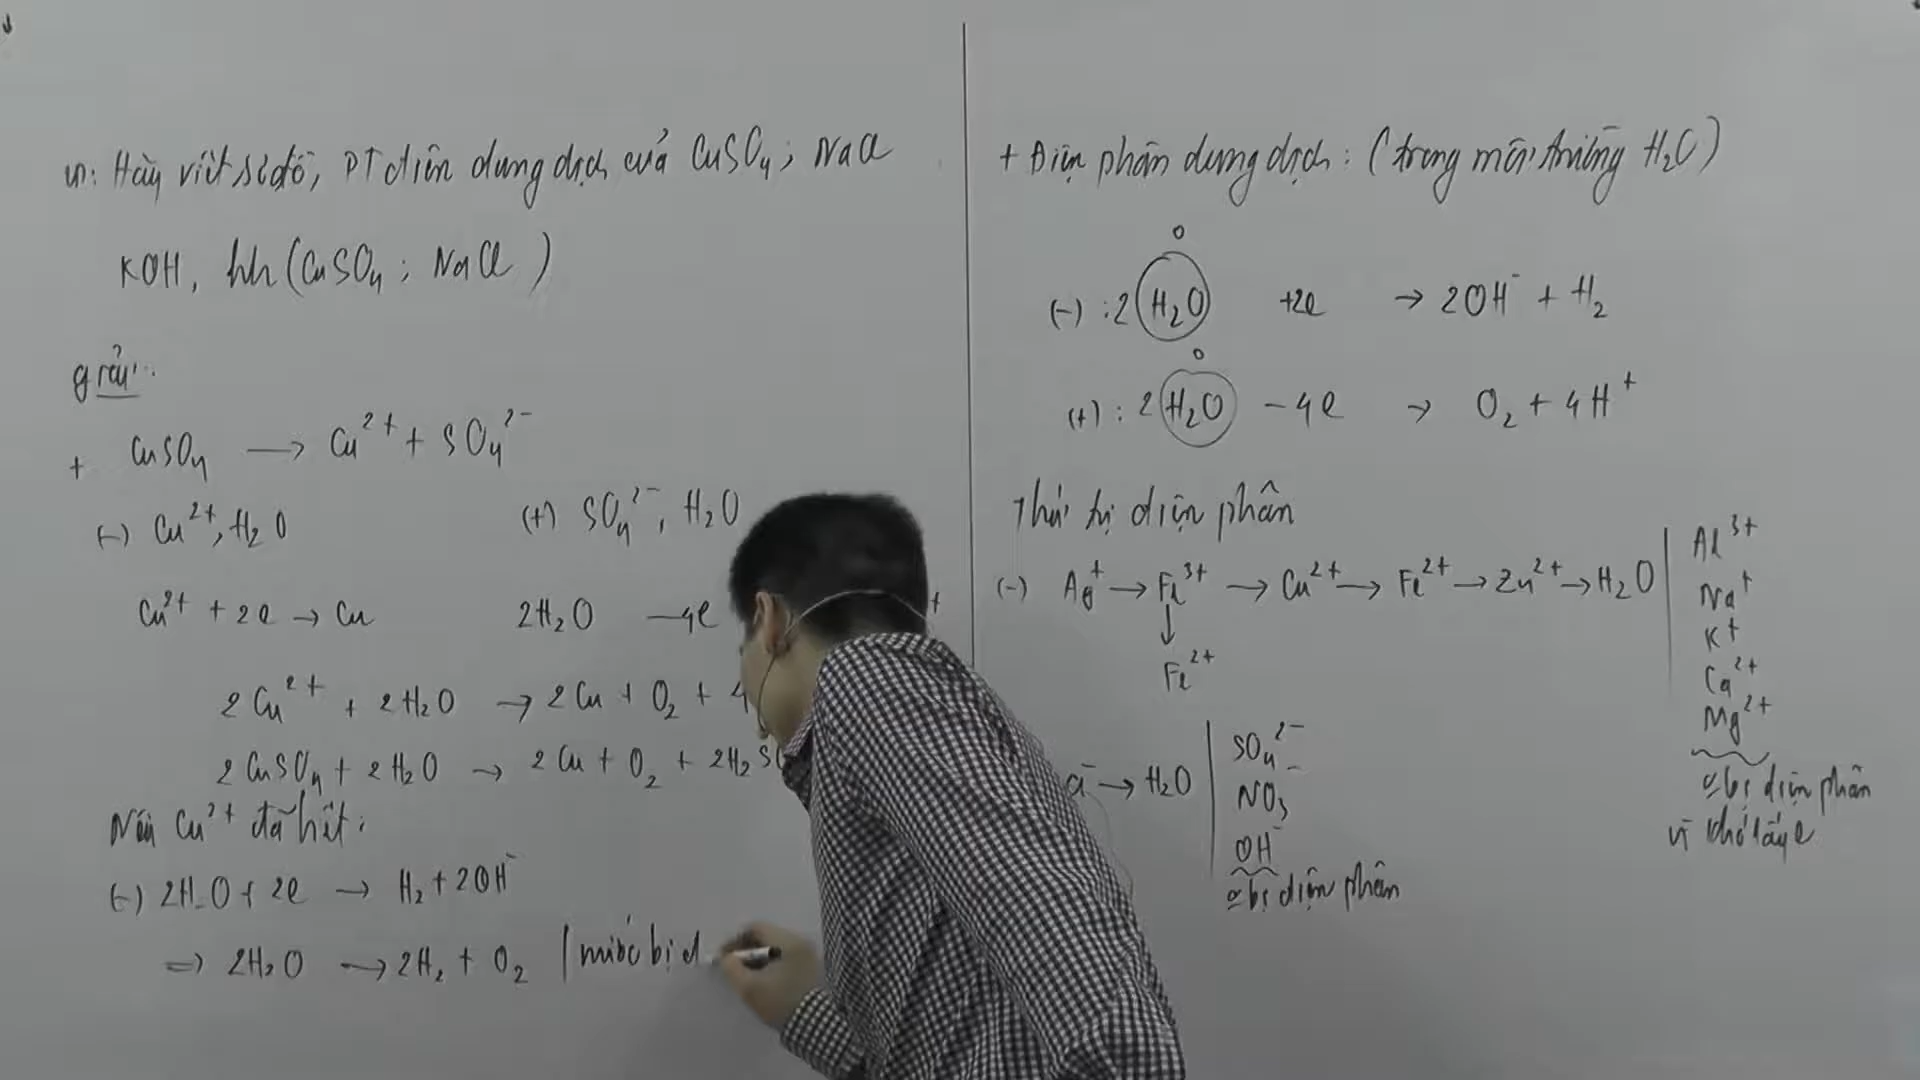 VD: Hãy viết sơ đồ, PT điện dung dịch của CuSO₄; NaCl
KOH, hh (CuSO₄; NaCl)
giải:
+ CuSO₄ → Cu²⁺ + SO₄²⁻
(-) Cu²⁺, H₂O (+) SO₄²⁻, H₂O
Cu²⁺ + 2e → Cu 2H₂O - 4e
2Cu²⁺ + 2H₂O → 2Cu + O₂ + 4
2CuSO₄ + 2H₂O → 2Cu + O₂ + 2H₂S
Nếu Cu²⁺ đã hết:
(-) 2H₂O + 2e → H₂ + 2OH⁻
⇒ 2H₂O → 2H₂ + O₂ (nước bị đ
+ Điện phân dung dịch: (trong môi trường H₂O)
(-): 2H₂O +2e → 2OH⁻ + H₂
(+): 2H₂O - 4e → O₂ + 4H⁺
Thứ tự điện phân
(-) Ag⁺ → Fe³⁺ → Cu²⁺ → Fe²⁺ → Zn²⁺ → H₂O
↓
Fe²⁺
Al³⁺
Na⁺
K⁺
Ca²⁺
Mg²⁺
bị điện phân
vì khó lấy e
Cl⁻ → H₂O
SO₄²⁻
NO₃⁻
OH⁻
bị điện phân